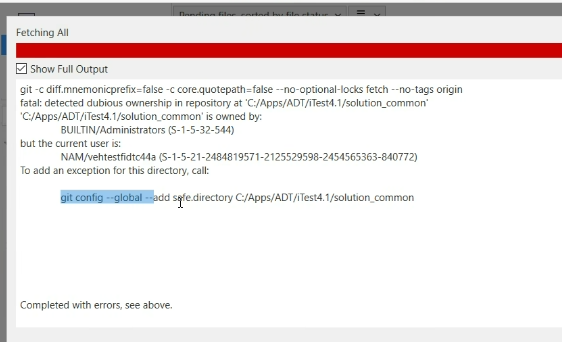 Pending files, sorted by file status
Fetching All
Show Full Output
git -c diff.mnemonicprefix=false -c core.quotepath=false --no-optional-locks fetch --no-tags origin
fatal: detected dubious ownership in repository at 'C:/Apps/ADT/iTest4.1/solution_common'
'C:/Apps/ADT/iTest4.1/solution_common' is owned by:
BUILTIN/Administrators (S-1-5-32-544)
but the current user is:
NAM/vehtestfidtc44a (S-1-5-21-2484819571-2125529598-2454565363-840772)
To add an exception for this directory, call:
git config --global --add safe.directory C:/Apps/ADT/iTest4.1/solution_common
Completed with errors, see above.